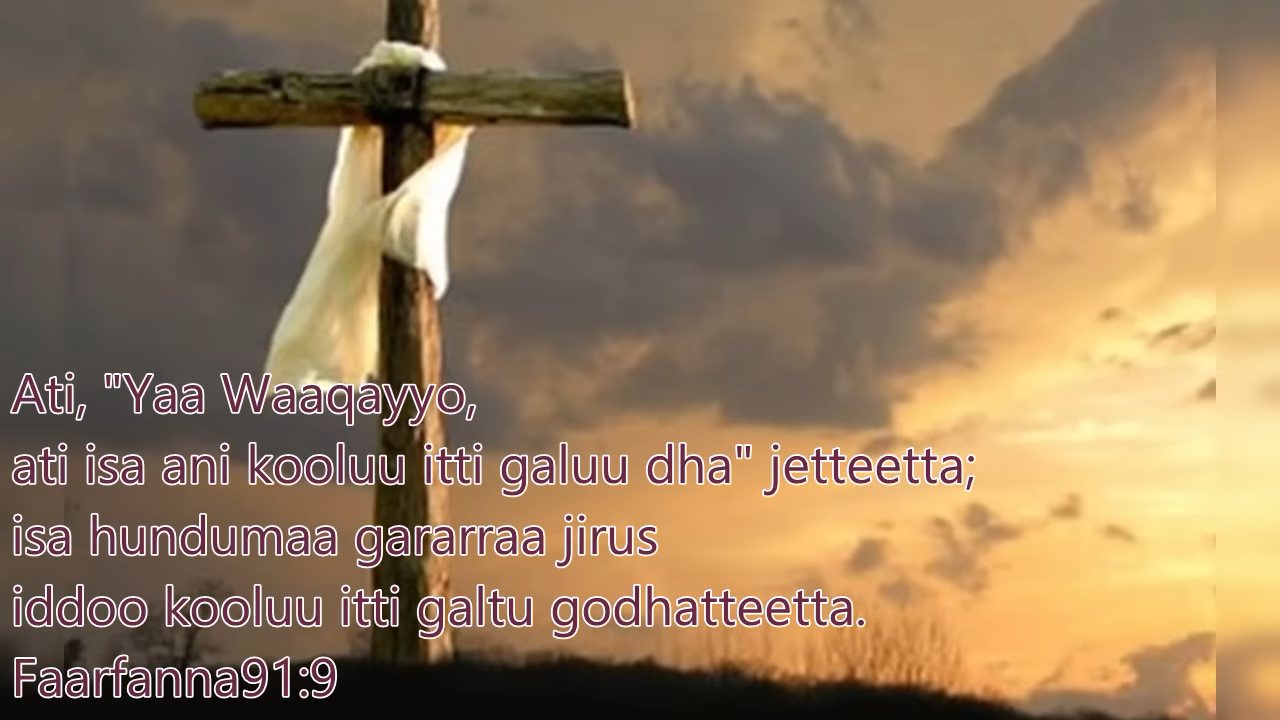 Ati, "Yaa Waaqayyo,
ati isa ani kooluu itti galuu dha" jetteetta;
isa hundumaa gararraa jirus
iddoo kooluu itti galtu godhatteetta.
Faarfanna91:9